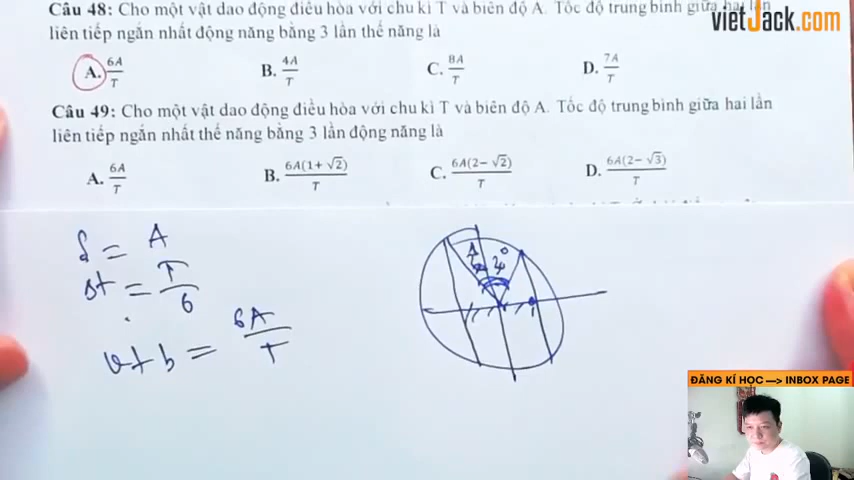 Câu 48: Cho một vật dao động điều hòa với chu kì T và biên độ A. Tốc độ trung bình giữa hai lần
liên tiếp ngắn nhất động năng bằng 3 lần thế năng là
A. 6A/T B. 4A/T C. 8A/T D. 7A/T
Câu 49: Cho một vật dao động điều hòa với chu kì T và biên độ A. Tốc độ trung bình giữa hai lần
liên tiếp ngắn nhất thế năng bằng 3 lần động năng là
A. 6A/T B. 6A(1+√2)/T C. 6A(2−√2)/T D. 6A(2−√3)/T
S = A
Δt = T/6
vtb = 6A/T
vietJack.com
ĐĂNG KÍ HỌC —> INBOX PAGE